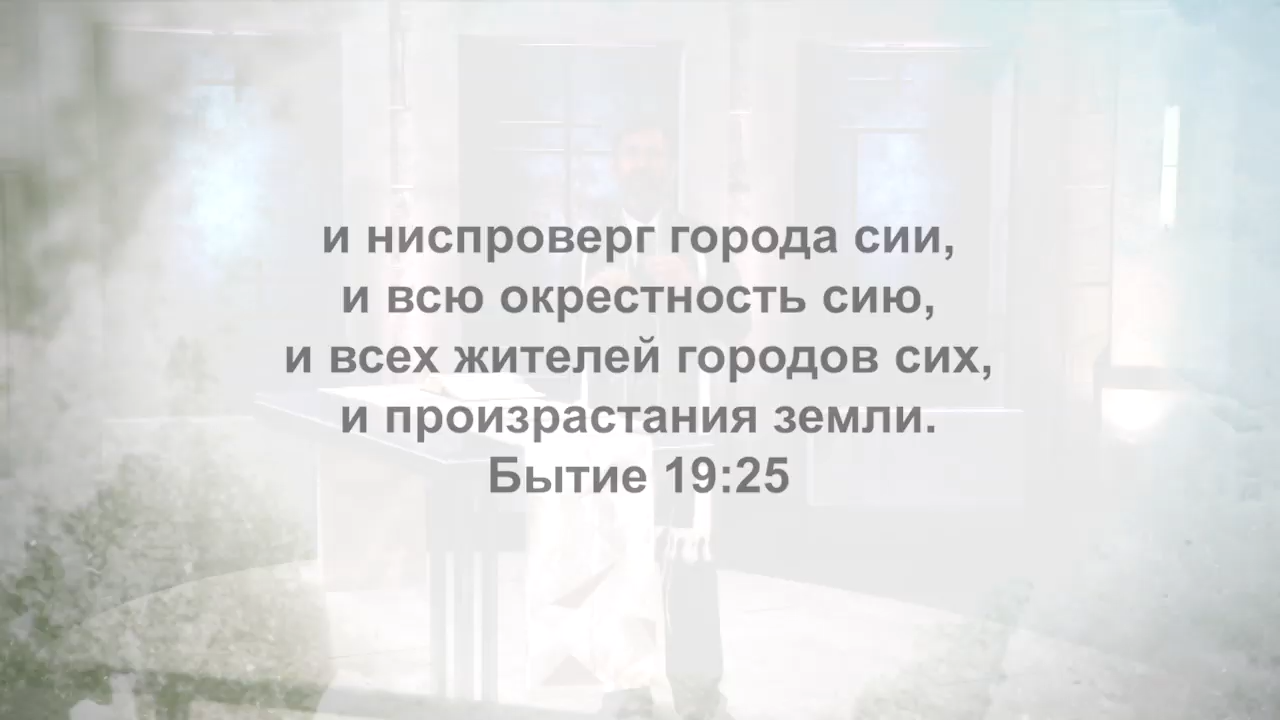 и ниспроверг города сии,
и всю окрестность сию,
и всех жителей городов сих,
и произрастания земли.
Бытие 19:25